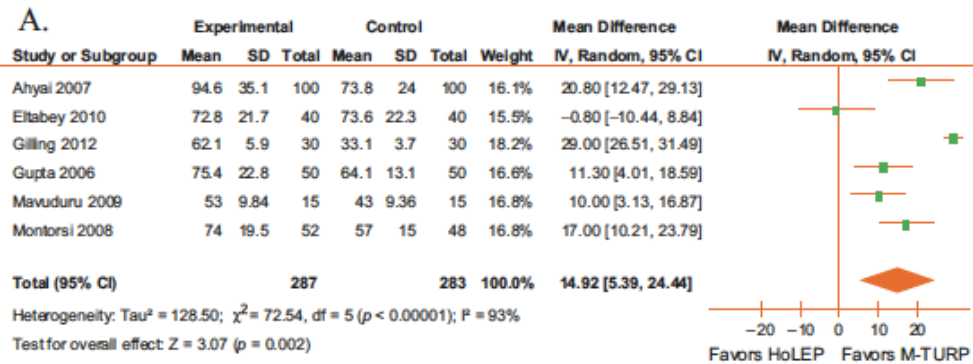 A.
Experimental Control Mean Difference Mean Difference
Study or Subgroup Mean SD Total Mean SD Total Weight IV, Random, 95% CI IV, Random, 95% CI
Ahyai 2007 94.6 35.1 100 73.8 24 100 16.1% 20.80 [12.47, 29.13]
Eltabey 2010 72.8 21.7 40 73.6 22.3 40 15.5% −0.80 [−10.44, 8.84]
Gilling 2012 62.1 5.9 30 33.1 3.7 30 18.2% 29.00 [26.51, 31.49]
Gupta 2006 75.4 22.8 50 64.1 13.1 50 16.6% 11.30 [4.01, 18.59]
Mavuduru 2009 53 9.84 15 43 9.36 15 16.8% 10.00 [3.13, 16.87]
Montorsi 2008 74 19.5 52 57 15 48 16.8% 17.00 [10.21, 23.79]
Total (95% CI) 287 283 100.0% 14.92 [5.39, 24.44]
Heterogeneity: Tau² = 128.50; χ² = 72.54, df = 5 (p < 0.00001); I² = 93%
Test for overall effect: Z = 3.07 (p = 0.002)
−20 −10 0 10 20
Favors HoLEP Favors M-TURP